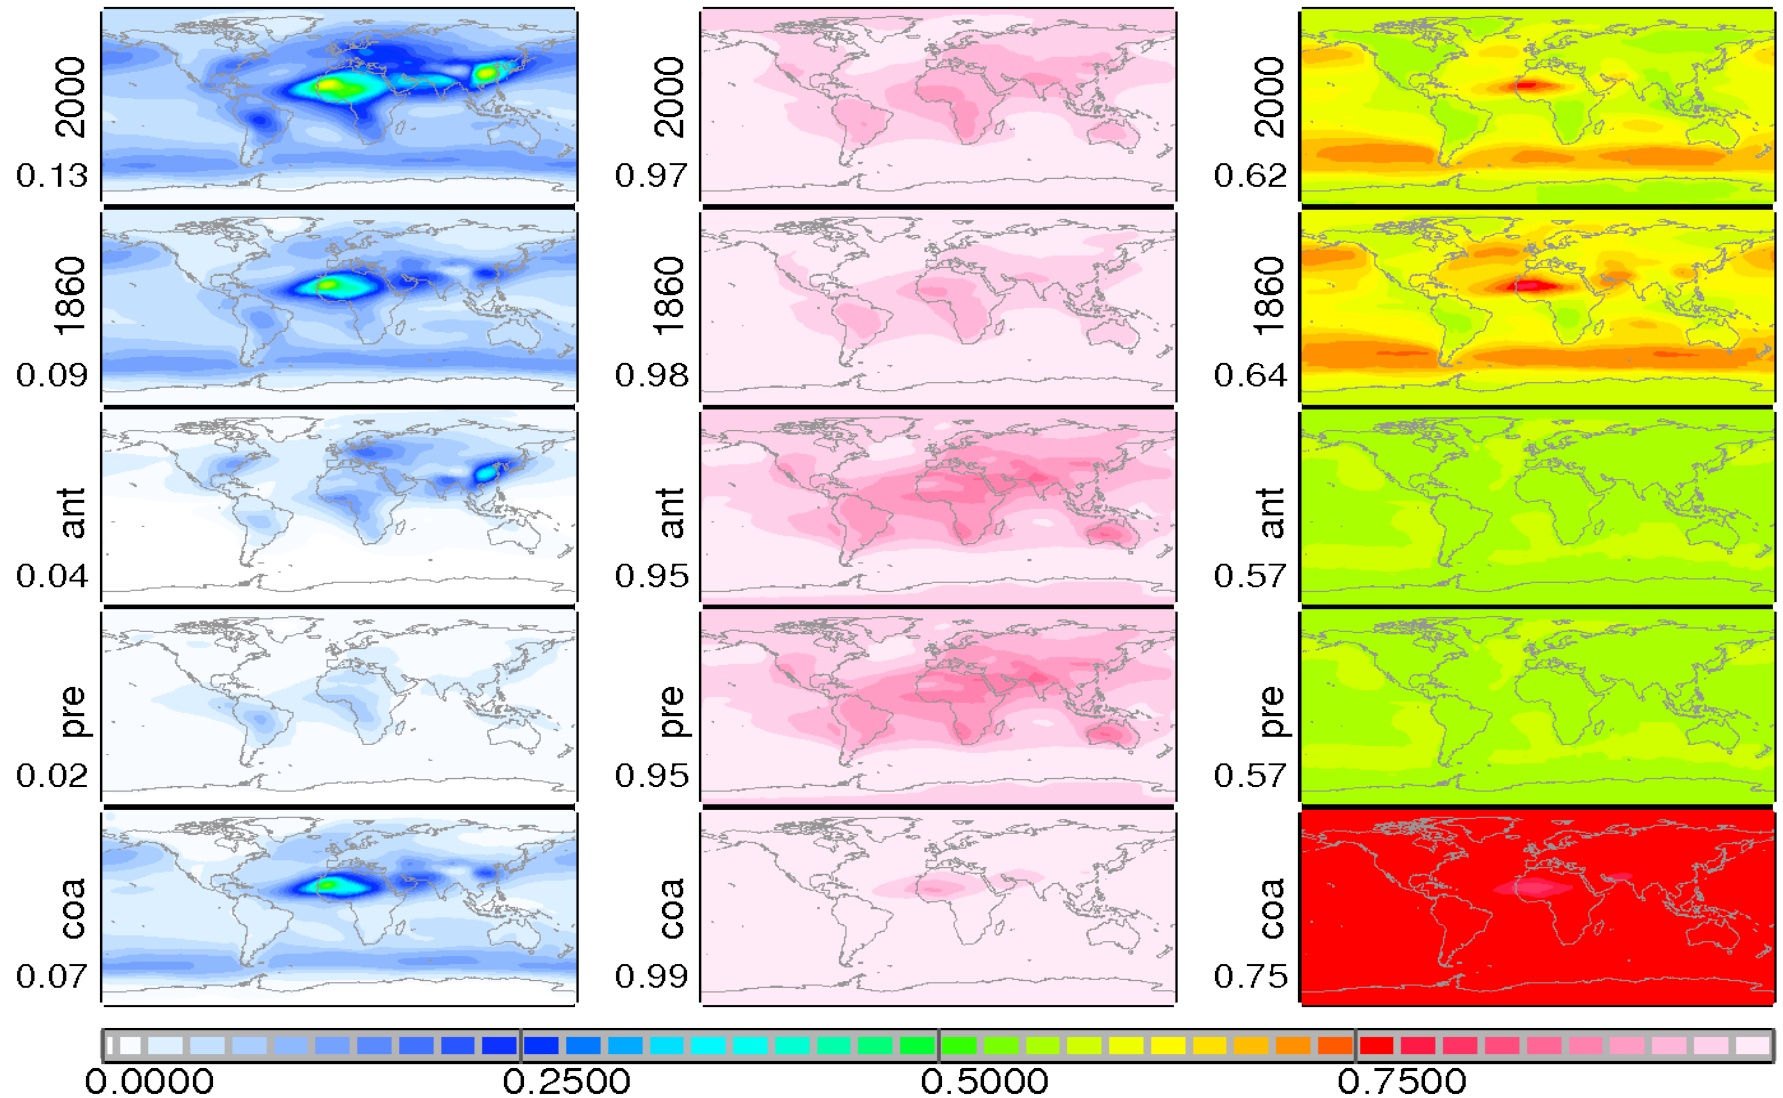 2000 2000 2000
0.13 0.97 0.62
1860 1860 1860
0.09 0.98 0.64
ant ant ant
0.04 0.95 0.57
pre pre pre
0.02 0.95 0.57
coa coa coa
0.07 0.99 0.75
0.0000 0.2500 0.5000 0.7500